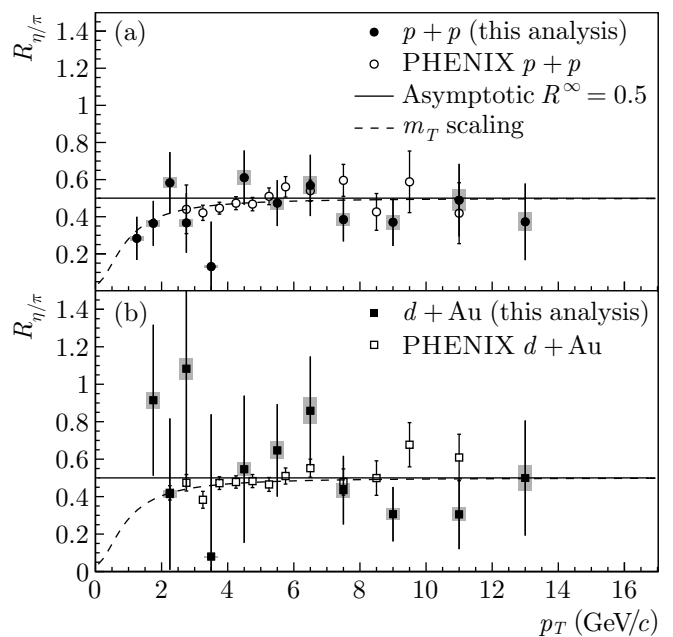 R_{η/π}
1.4
(a)
p + p (this analysis)
1.2
PHENIX p + p
1
Asymptotic R^∞ = 0.5
0.8
m_T scaling
0.6
0.4
0.2
R_{η/π}
1.4
(b)
d + Au (this analysis)
1.2
PHENIX d + Au
1
0.8
0.6
0.4
0.2
0
0 2 4 6 8 10 12 14 16
p_T (GeV/c)